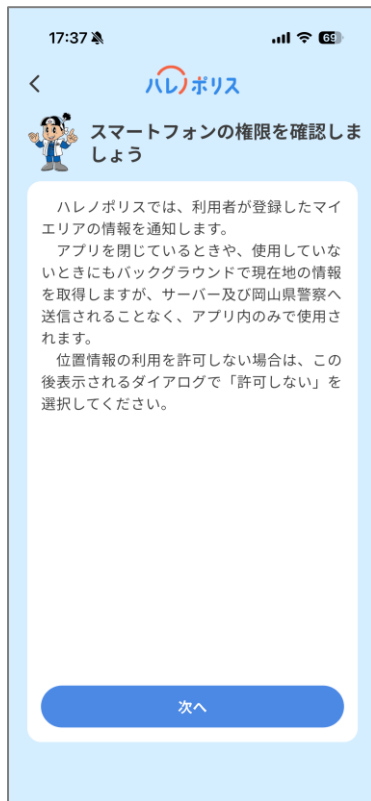 17:37
69
ハレノポリス
スマートフォンの権限を確認しま
しょう
ハレノポリスでは、利用者が登録したマイ
エリアの情報を通知します。
アプリを閉じているときや、使用していな
いときにもバックグラウンドで現在地の情報
を取得しますが、サーバー及び岡山県警察へ
送信されることなく、アプリ内のみで使用さ
れます。
位置情報の利用を許可しない場合は、この
後表示されるダイアログで「許可しない」を
選択してください。
次へ